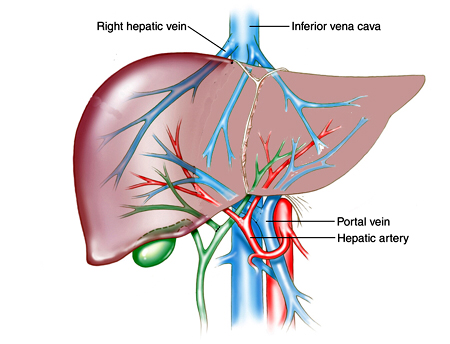 Right hepatic vein
Inferior vena cava
Portal vein
Hepatic artery